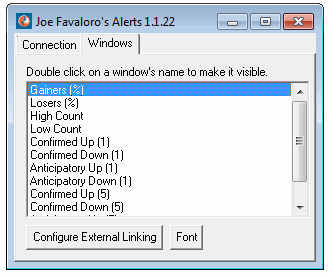 Joe Favaloro's Alerts 1.1.22
Connection Windows
Double click on a window's name to make it visible.
Gainers (%)
Losers (%)
High Count
Low Count
Confirmed Up (1)
Confirmed Down (1)
Anticipatory Up (1)
Anticipatory Down (1)
Confirmed Up (5)
Confirmed Down (5)
Configure External Linking Font